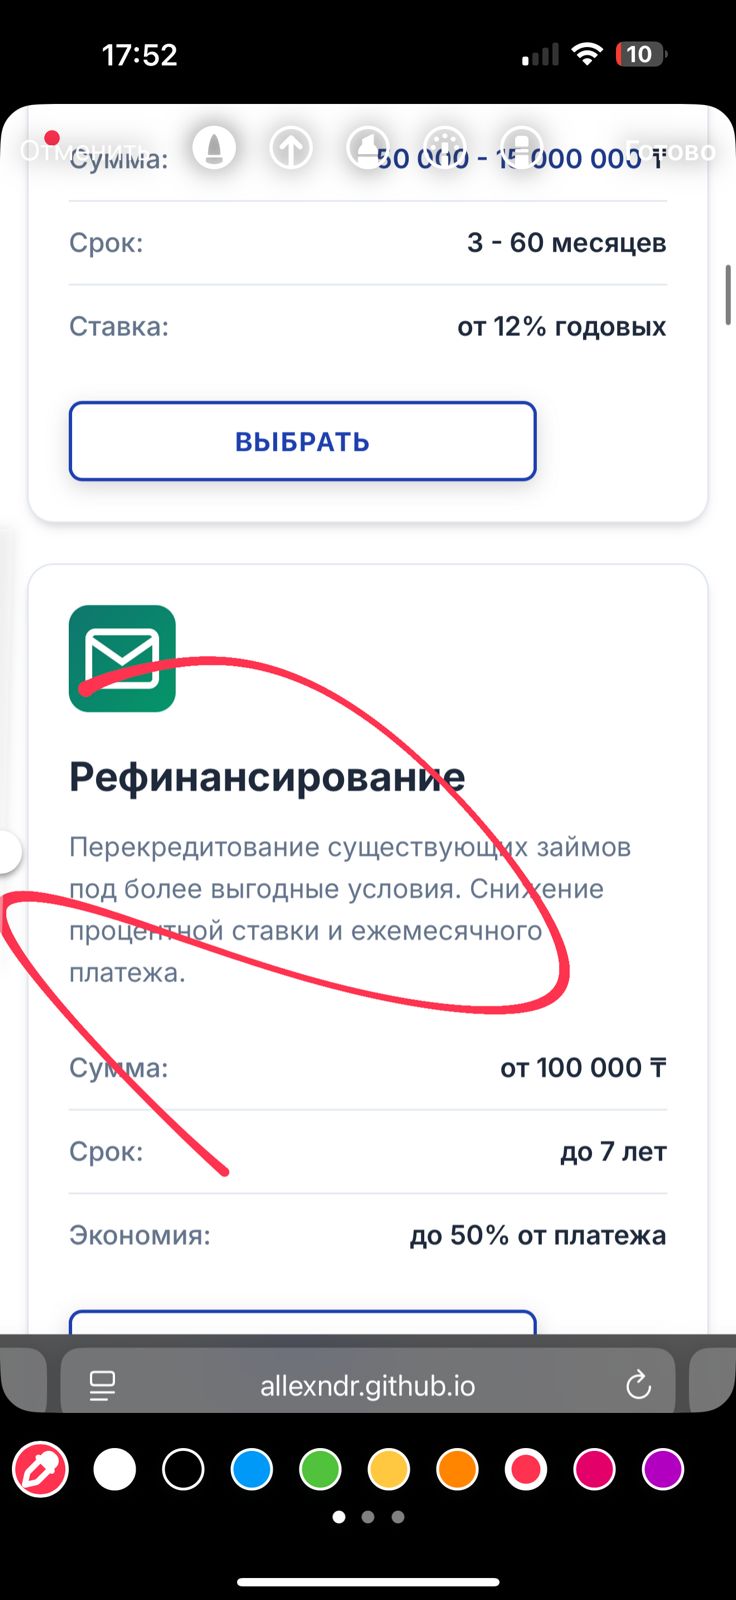 17:52
10
Отменить
Готово
Сумма:
50 000 - 15 000 000 ₸
Срок:
3 - 60 месяцев
Ставка:
от 12% годовых
ВЫБРАТЬ
Рефинансирование
Перекредитование существующих займов
под более выгодные условия. Снижение
процентной ставки и ежемесячного
платежа.
Сумма:
от 100 000 ₸
Срок:
до 7 лет
Экономия:
до 50% от платежа
allexndr.github.io